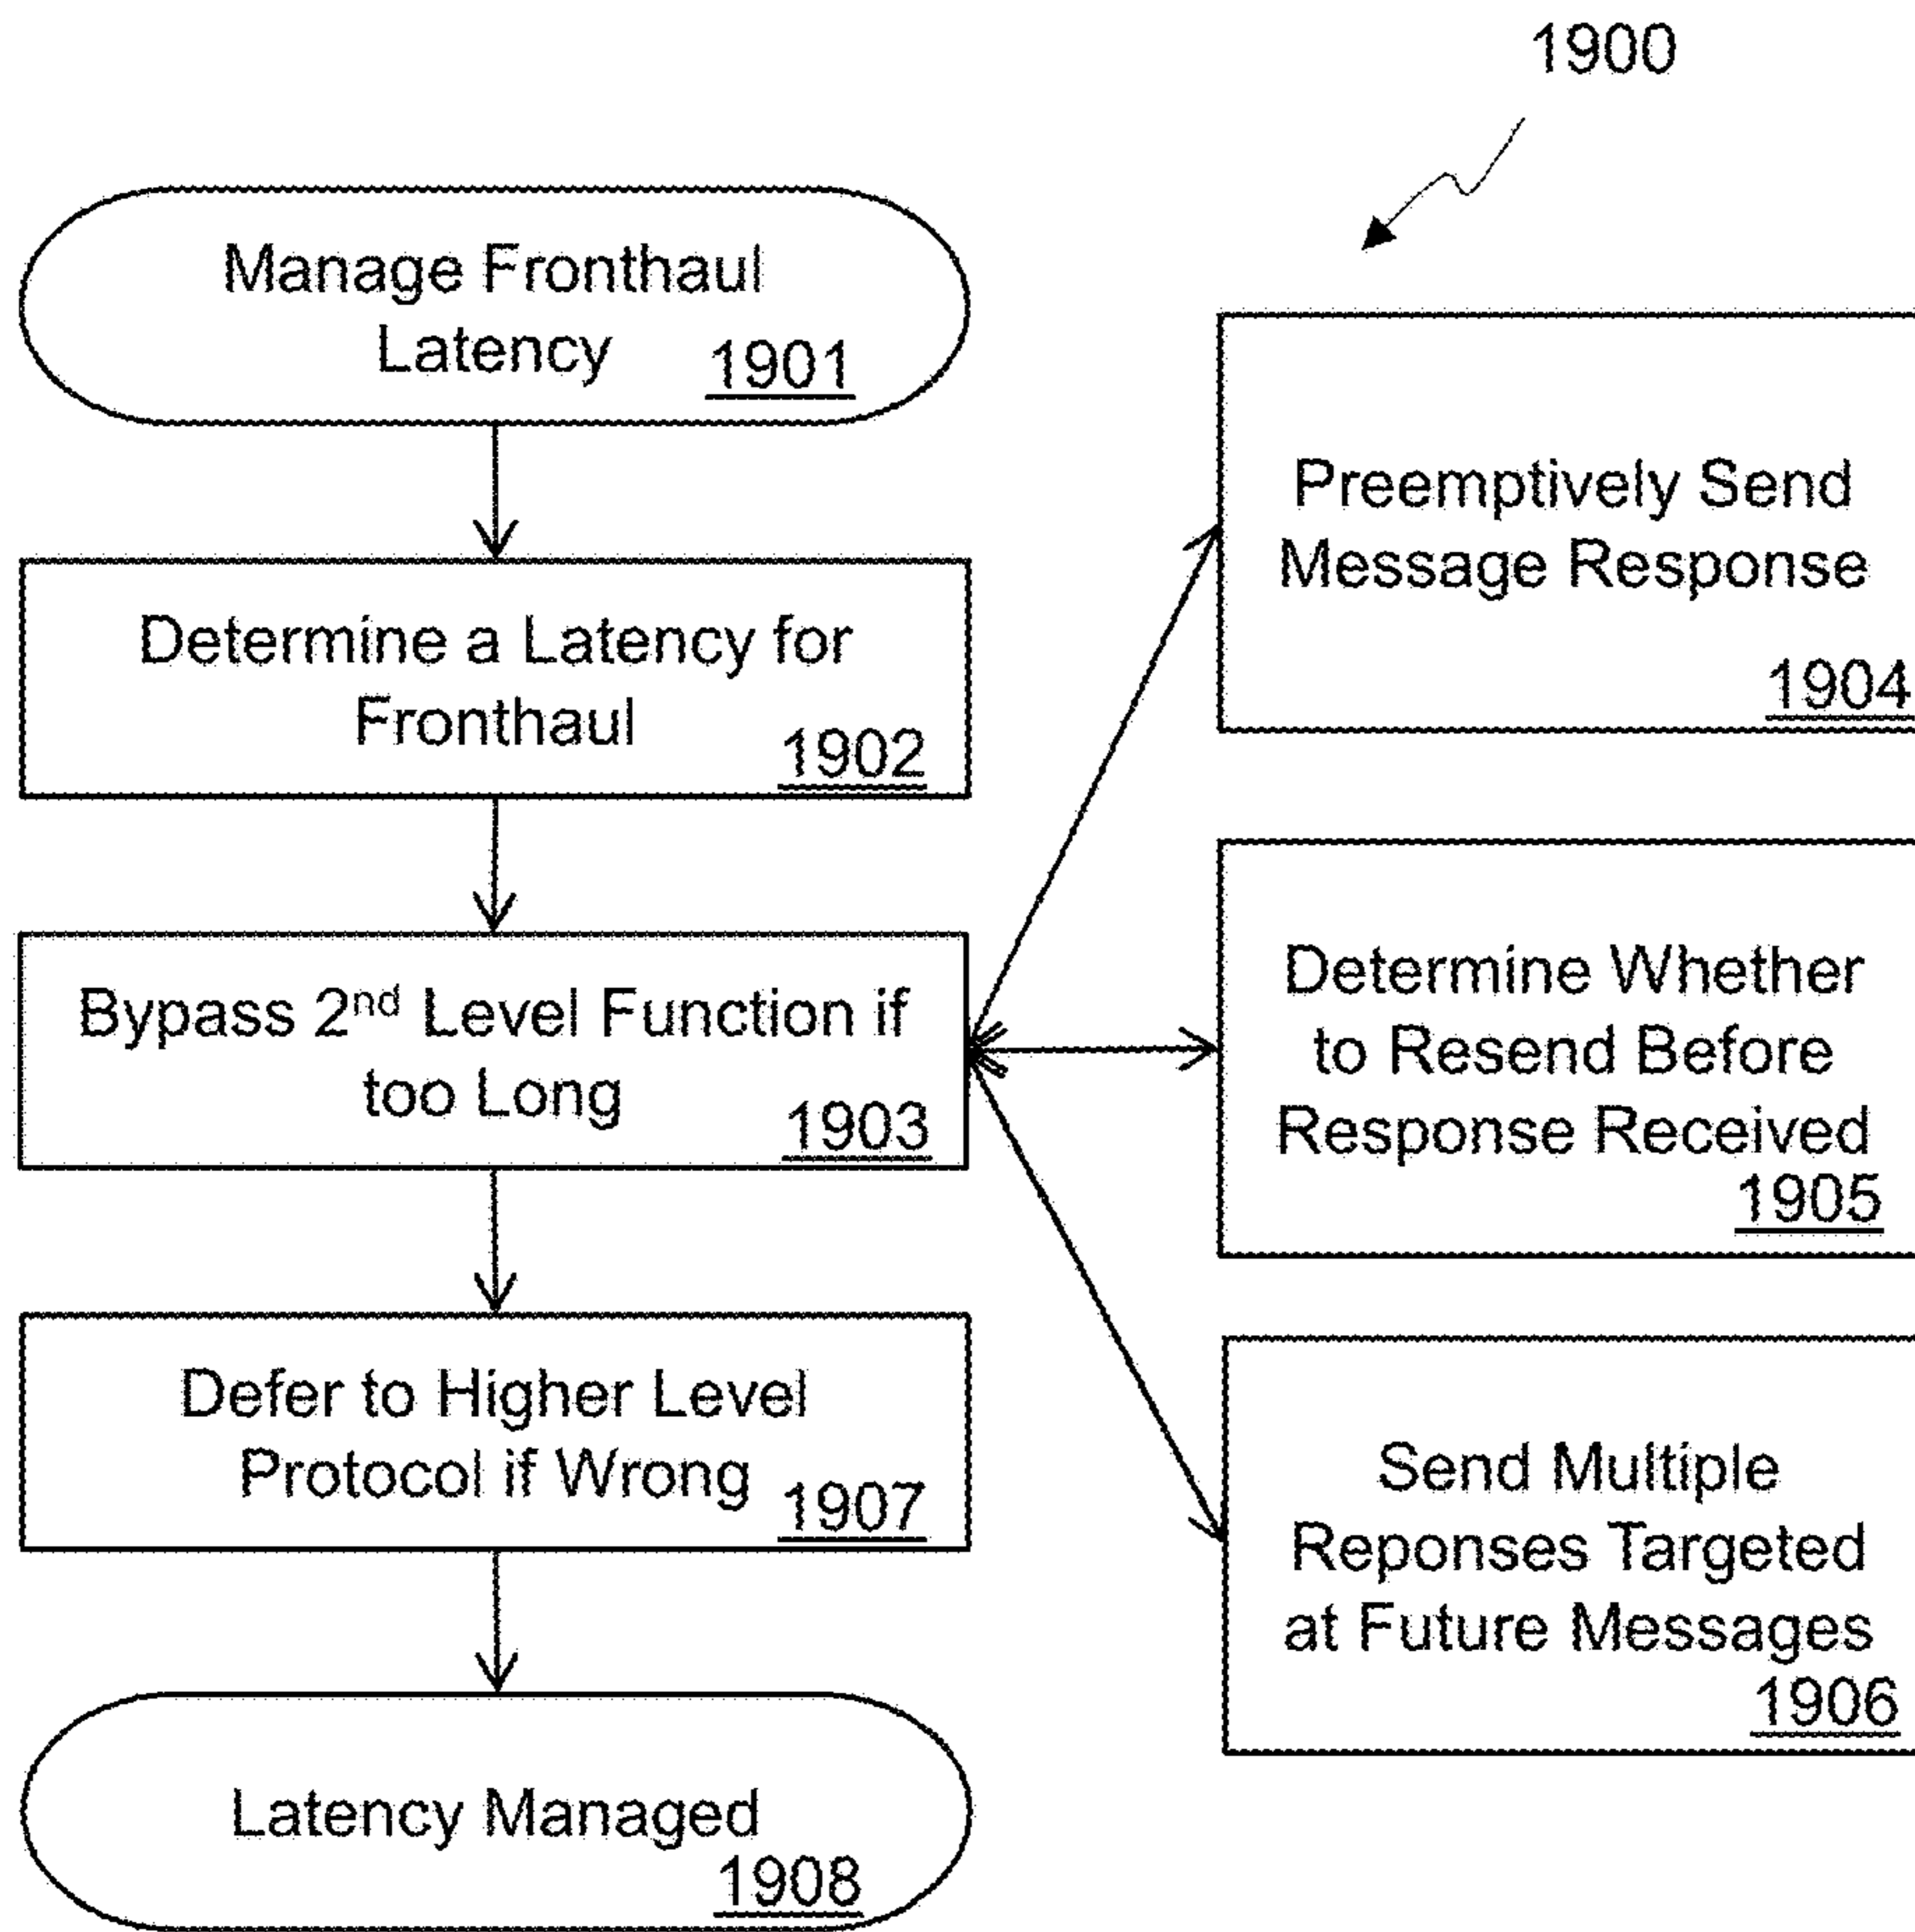 1900
Manage Fronthaul
Latency 1901
Determine a Latency for
Fronthaul 1902
Bypass 2nd Level Function if
too Long 1903
Defer to Higher Level
Protocol if Wrong 1907
Latency Managed
1908
Preemptively Send
Message Response
1904
Determine Whether
to Resend Before
Response Received
1905
Send Multiple
Reponses Targeted
at Future Messages
1906